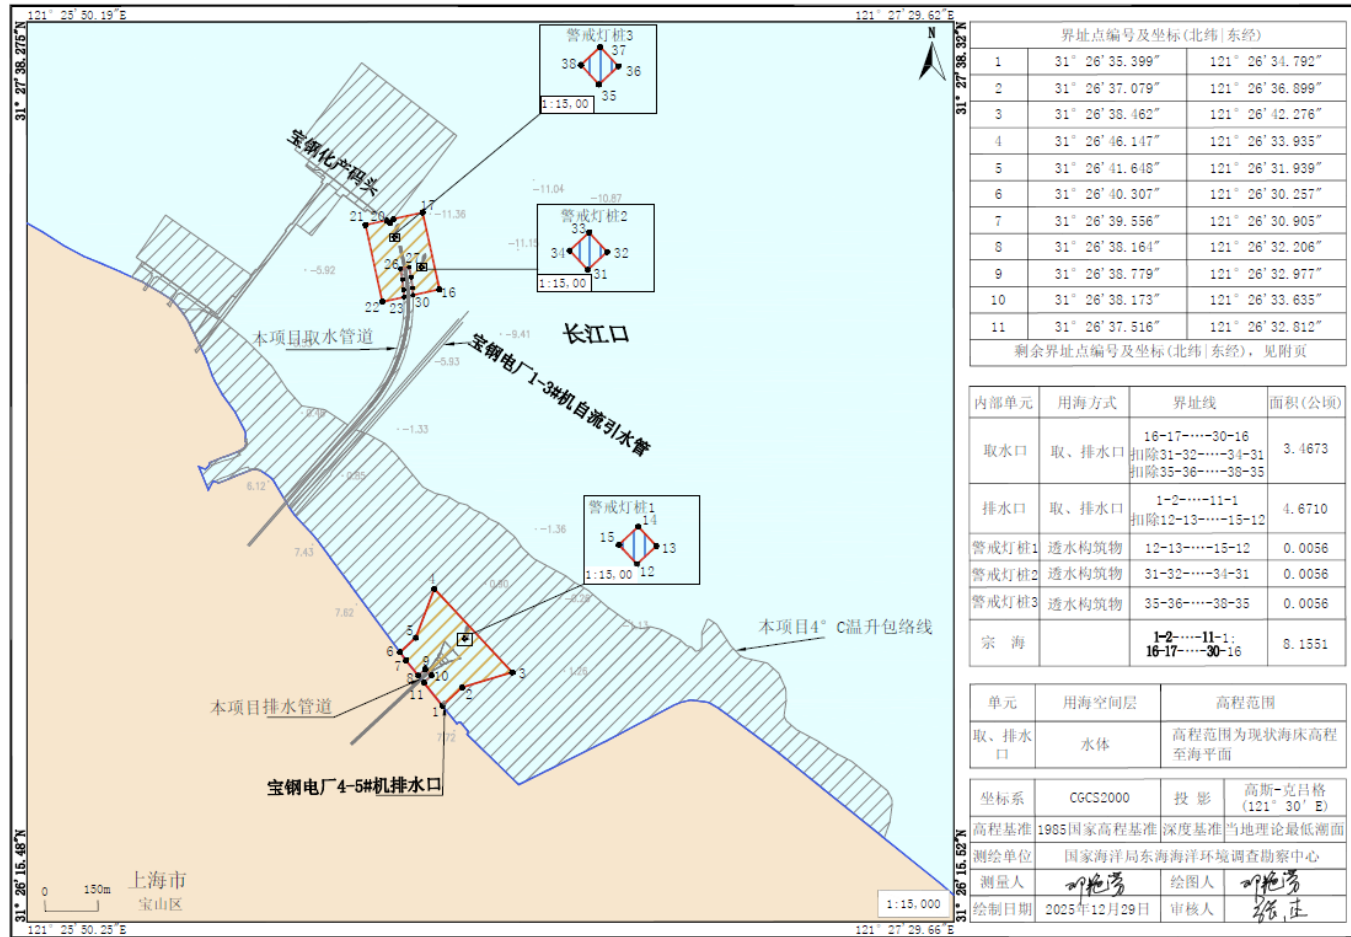 121° 25'50.19"E
121° 27'29.62"E
31° 27'38.275"N
31° 27'38.32"N
N
警戒灯桩3
37
38
36
35
1:15,00
宝钢化产码头
-11.04
-10.87
17
-11.36
21
20
警戒灯桩2
33
34
32
31
1:15,00
-11.15
-5.92
26
27
16
22
23
30
本项目取水管道
-9.41
长江口
-5.93
宝钢电厂1-3#机自流引水管
-1.33
0.85
6.12
警戒灯桩1
14
15
13
12
1:15,00
-1.36
7.43
4
0.90
7.62
5
本项目4° C温升包络线
6
7
9
8
10
3
1.26
11
2
本项目排水管道
1
7.72
宝钢电厂4-5#机排水口
0 150m
上海市
宝山区
1:15,000
31° 26'15.48"N
31° 26'15.52"N
121° 25'50.25"E
121° 27'29.66"E
界址点编号及坐标(北纬|东经)
1 31° 26'35.399" 121° 26'34.792"
2 31° 26'37.079" 121° 26'36.899"
3 31° 26'38.462" 121° 26'42.276"
4 31° 26'46.147" 121° 26'33.935"
5 31° 26'41.648" 121° 26'31.939"
6 31° 26'40.307" 121° 26'30.257"
7 31° 26'39.556" 121° 26'30.905"
8 31° 26'38.164" 121° 26'32.206"
9 31° 26'38.779" 121° 26'32.977"
10 31° 26'38.173" 121° 26'33.635"
11 31° 26'37.516" 121° 26'32.812"
剩余界址点编号及坐标(北纬|东经), 见附页
内部单元 用海方式 界址线 面积(公顷)
取水口 取、排水口 16-17-····30-16 3.4673
扣除31-32-····34-31
扣除35-36-····38-35
排水口 取、排水口 1-2-····11-1 4.6710
扣除12-13-····15-12
警戒灯桩1 透水构筑物 12-13-····15-12 0.0056
警戒灯桩2 透水构筑物 31-32-····34-31 0.0056
警戒灯桩3 透水构筑物 35-36-····38-35 0.0056
宗 海 1-2-····11-1; 8.1551
16-17-····30-16
单元 用海空间层 高程范围
取、排水口 水体 高程范围为现状海床高程
至海平面
坐标系 CGCS2000 投 影 高斯-克吕格
(121° 30′ E)
高程基准 1985国家高程基准 深度基准 当地理论最低潮面
测绘单位 国家海洋局东海海洋环境调查勘察中心
测量人 绘图人
绘制日期 2025年12月29日 审核人